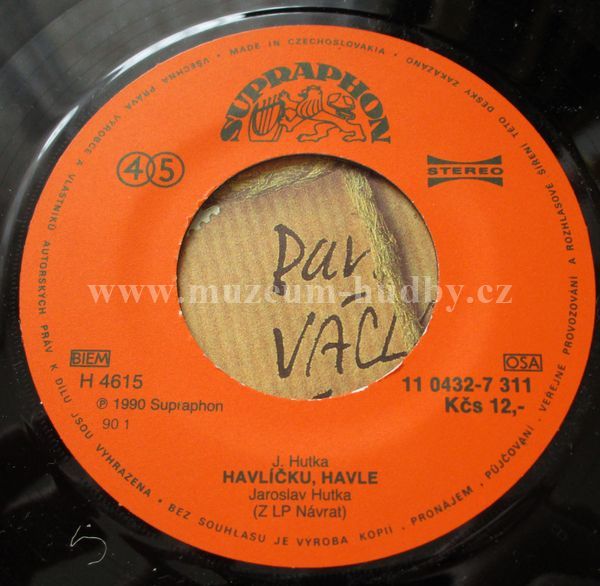 • MADE IN CZECHOSLOVAKIA •
VŠECHNA PRÁVA VÝROBCE A VLASTNÍKŮ AUTORSKÝCH PRÁV K DÍLU JSOU VYHRAZENA • BEZ SOUHLASU JE VÝROBA KOPIÍ, PRONÁJEM, PŮJČOVÁNÍ, VEŘEJNÉ PROVOZOVÁNÍ A ROZHLASOVÉ ŠÍŘENÍ TÉTO DESKY ZAKÁZÁNO
SUPRAPHON
45
STEREO
www.muzeum-hudby.cz
VÁCL
BIEM
OSA
H 4615
11 0432-7 311
℗ 1990 Supraphon
Kčs 12,-
90 1
J. Hutka
HAVLÍČKU, HAVLE
Jaroslav Hutka
(Z LP Návrat)